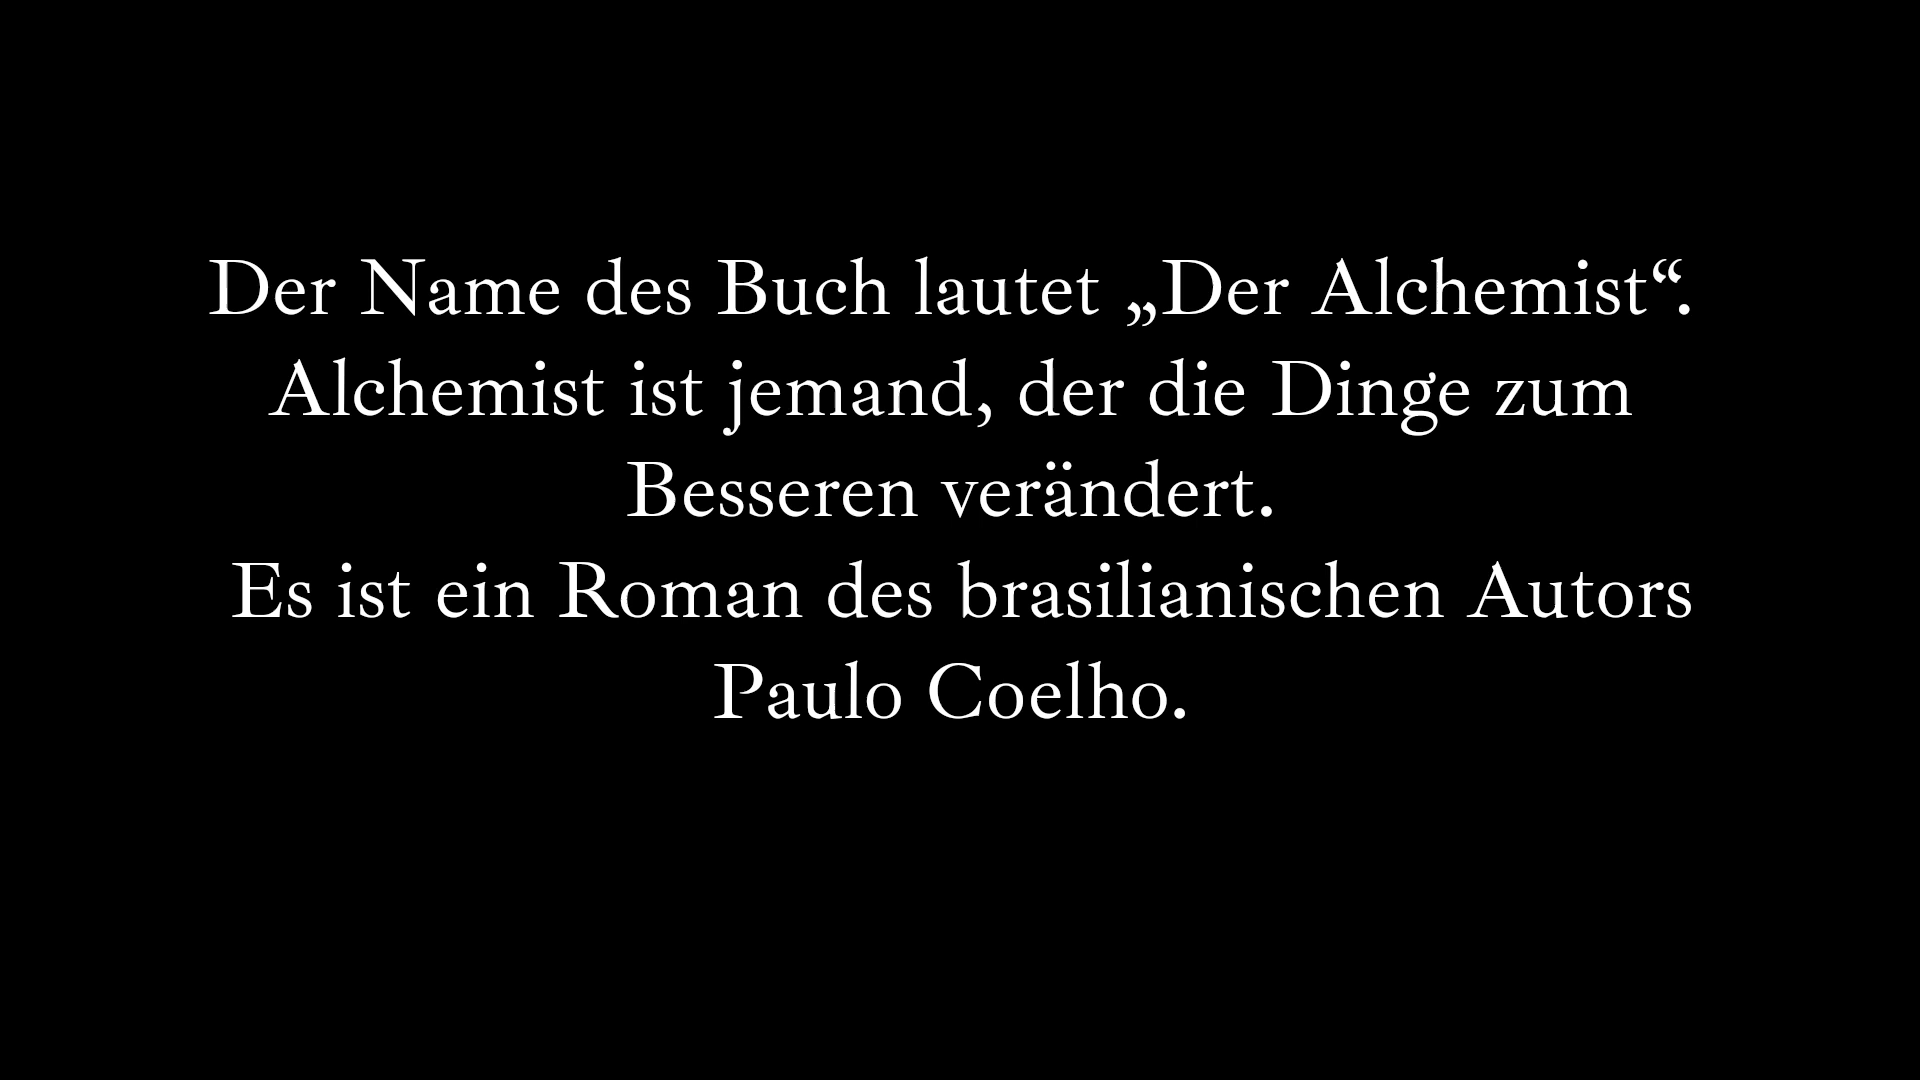 Der Name des Buch lautet „Der Alchemist“.
Alchemist ist jemand, der die Dinge zum
Besseren verändert.
Es ist ein Roman des brasilianischen Autors
Paulo Coelho.